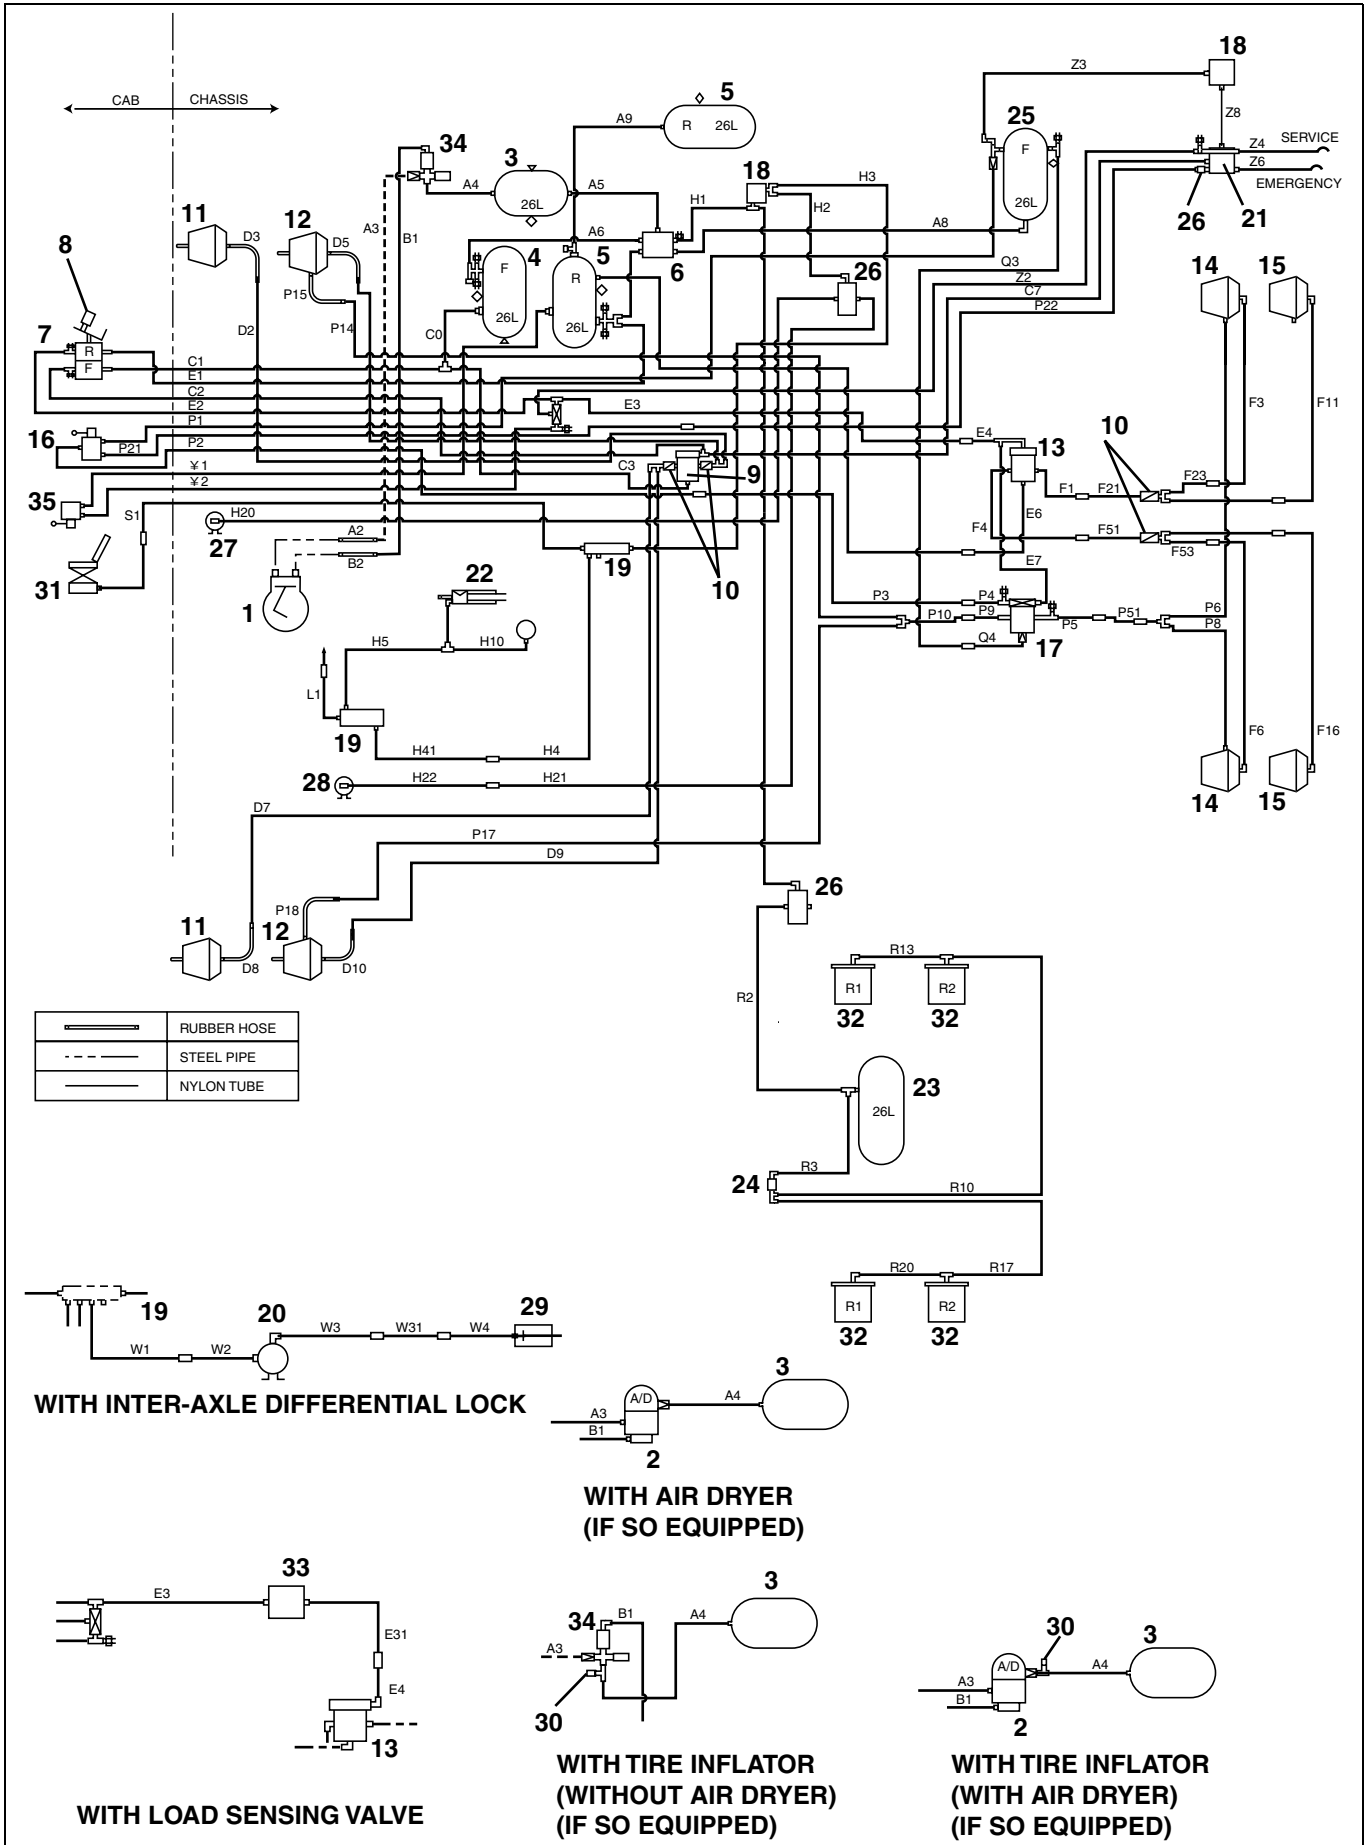 18
Z3
5
A9
R 26L
25
Z8
CAB
CHASSIS
F
SERVICE
Z4
Z6
EMERGENCY
34
3
18
H3
A4
A5
26L
H1
H2
26L
A8
26
21
11
12
D3
D5
A3
B1
A6
6
8
F
4
5
R
26
Q3
Z2
C7
P22
14
15
P15
26L
26L
P14
D2
C0
7
R
F
C1
E1
C2
E2
E3
F3
F11
P1
16
P21
P2
E4
13
10
C3
9
¥1
¥2
F1
F21
F23
35
S1
H20
27
F4
E6
F51
F53
A2
B2
E7
31
19
10
1
22
P3
P4
P9
P10
P6
P8
P5
P51
H5
H10
Q4
17
L1
19
H41
H4
F6
F16
28
H22
H21
14
15
D7
P17
D9
26
P18
11
12
D8
D10
R13
R1
R2
32
32
R2
RUBBER HOSE
STEEL PIPE
NYLON TUBE
23
26L
R3
24
R10
R20
R17
R1
R2
32
32
19
20
29
W3
W31
W4
W1
W2
WITH INTER-AXLE DIFFERENTIAL LOCK
3
A/D
A4
A3
B1
2
WITH AIR DRYER
(IF SO EQUIPPED)
33
E3
E31
E4
13
WITH LOAD SENSING VALVE
3
34
B1
A4
A3
30
WITH TIRE INFLATOR
(WITHOUT AIR DRYER)
(IF SO EQUIPPED)
30
3
A/D
A4
A3
B1
2
WITH TIRE INFLATOR
(WITH AIR DRYER)
(IF SO EQUIPPED)